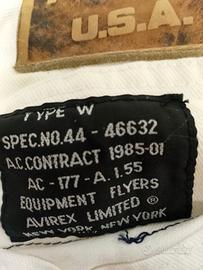 U.S.A.
TYPE W
SPEC.NO.44 - 46632
A.C.CONTRACT 1985-01
AC - 177 - A.1.55
EQUIPMENT FLYERS
AVIREX LIMITED ®
NEW YORK, NEW YORK